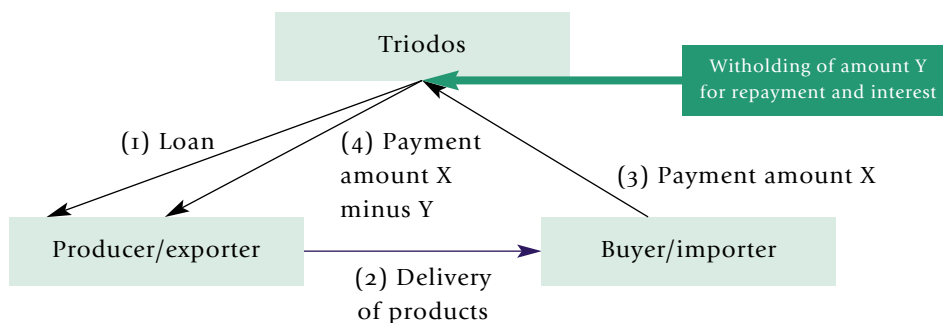 Triodos
Witholding of amount Y
for repayment and interest
(1) Loan
(4) Payment
amount X
minus Y
(3) Payment amount X
Producer/exporter
Buyer/importer
(2) Delivery
of products